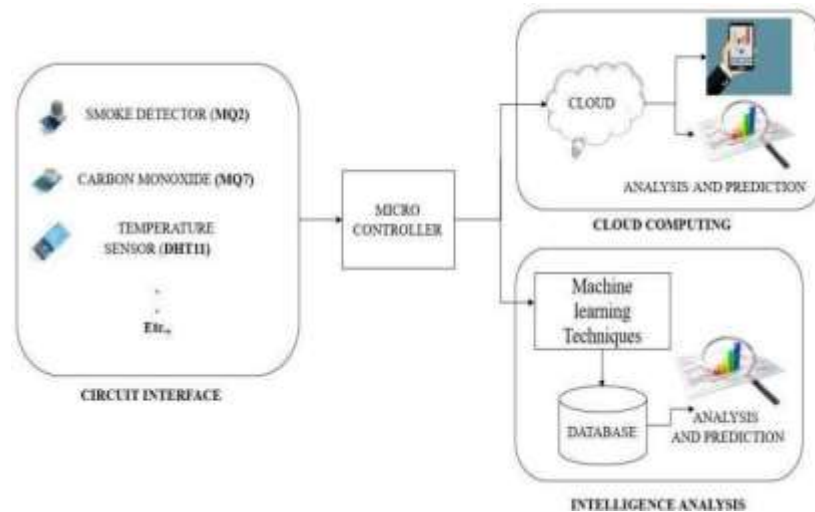 SMOKE DETECTOR (MQ2)
CARBON MONOXIDE (MQ7)
TEMPERATURE
SENSOR (DHT11)
.
.
Etc.,
CIRCUIT INTERFACE
MICRO
CONTROLLER
CLOUD
ANALYSIS AND PREDICTION
CLOUD COMPUTING
Machine
learning
Techniques
DATABASE
ANALYSIS
AND PREDICTION
INTELLIGENCE ANALYSIS